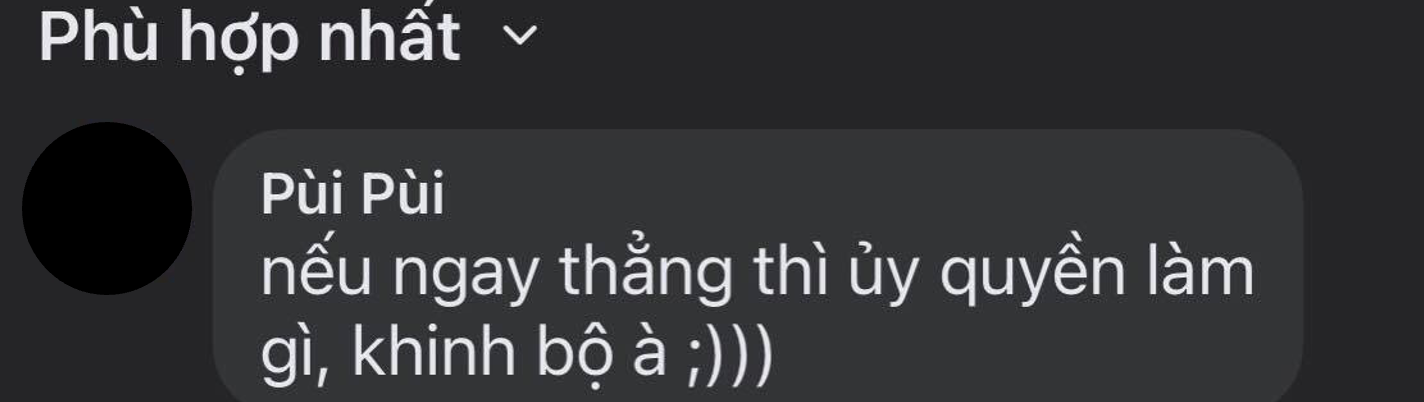 Phù hợp nhất
Pùi Pùi
nếu ngay thẳng thì ủy quyền làm
gì, khinh bộ à ;)))